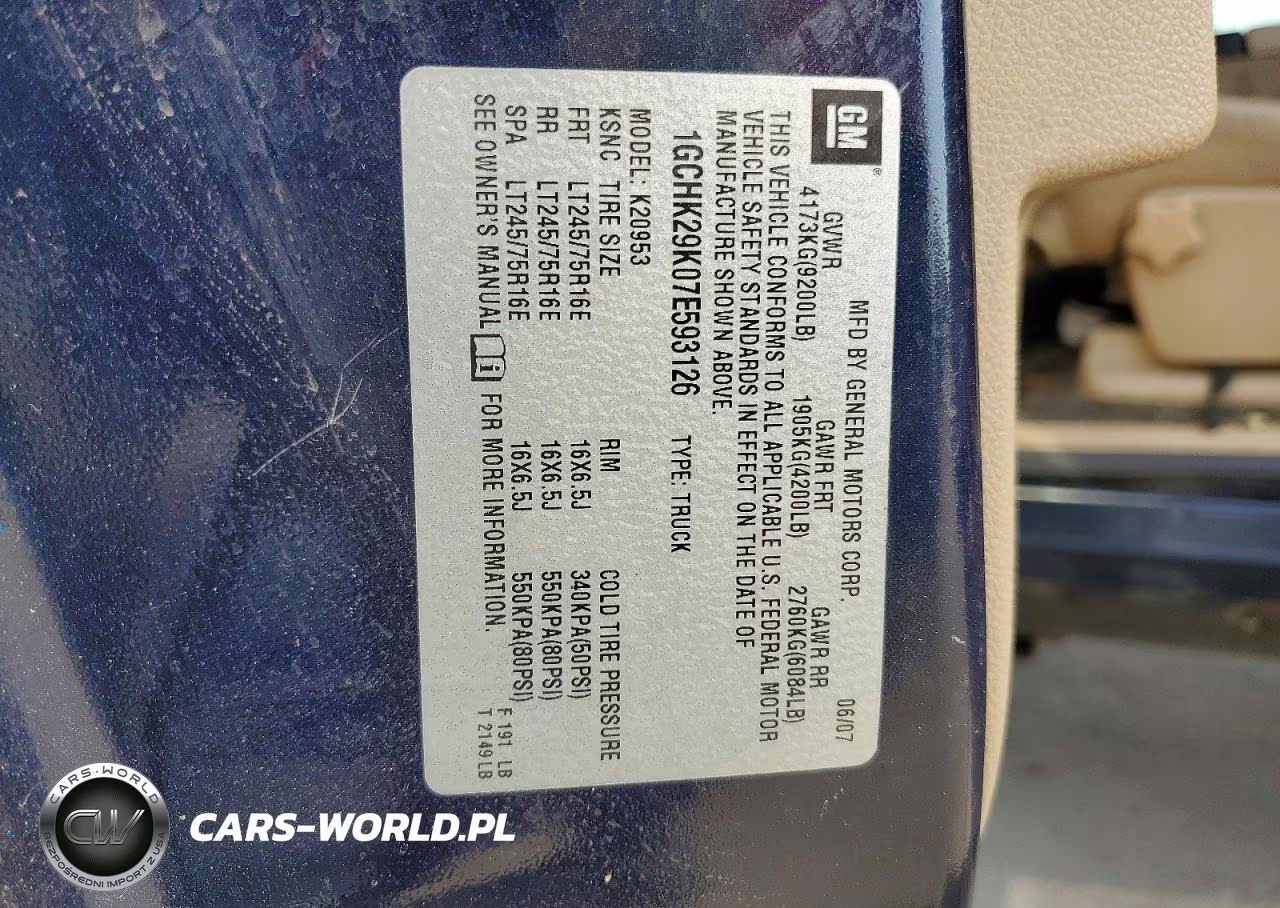 GM
MFD BY GENERAL MOTORS CORP. 06/07
GVWR GAWR FRT GAWR RR
4173KG(9200LB) 1905KG(4200LB) 2760KG(6084LB)
THIS VEHICLE CONFORMS TO ALL APPLICABLE U.S. FEDERAL MOTOR
VEHICLE SAFETY STANDARDS IN EFFECT ON THE DATE OF
MANUFACTURE SHOWN ABOVE.
1GCHK29K07E593126 TYPE: TRUCK
MODEL: K20953
KSNC TIRE SIZE RIM COLD TIRE PRESSURE
FRT LT245/75R16E 16X6.5J 340KPA(50PSI)
RR LT245/75R16E 16X6.5J 550KPA(80PSI)
SPA LT245/75R16E 16X6.5J 550KPA(80PSI)
SEE OWNER'S MANUAL i FOR MORE INFORMATION.
F 191 LB
T 2149LB
CARS-WORLD
CW
BEZPOŚREDNI IMPORT Z USA
CARS-WORLD.PL